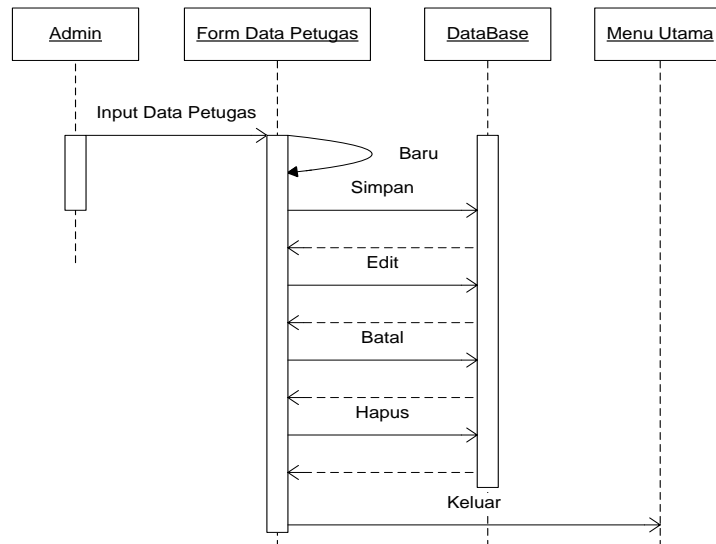 Admin
Form Data Petugas
DataBase
Menu Utama
Input Data Petugas
Baru
Simpan
Edit
Batal
Hapus
Keluar